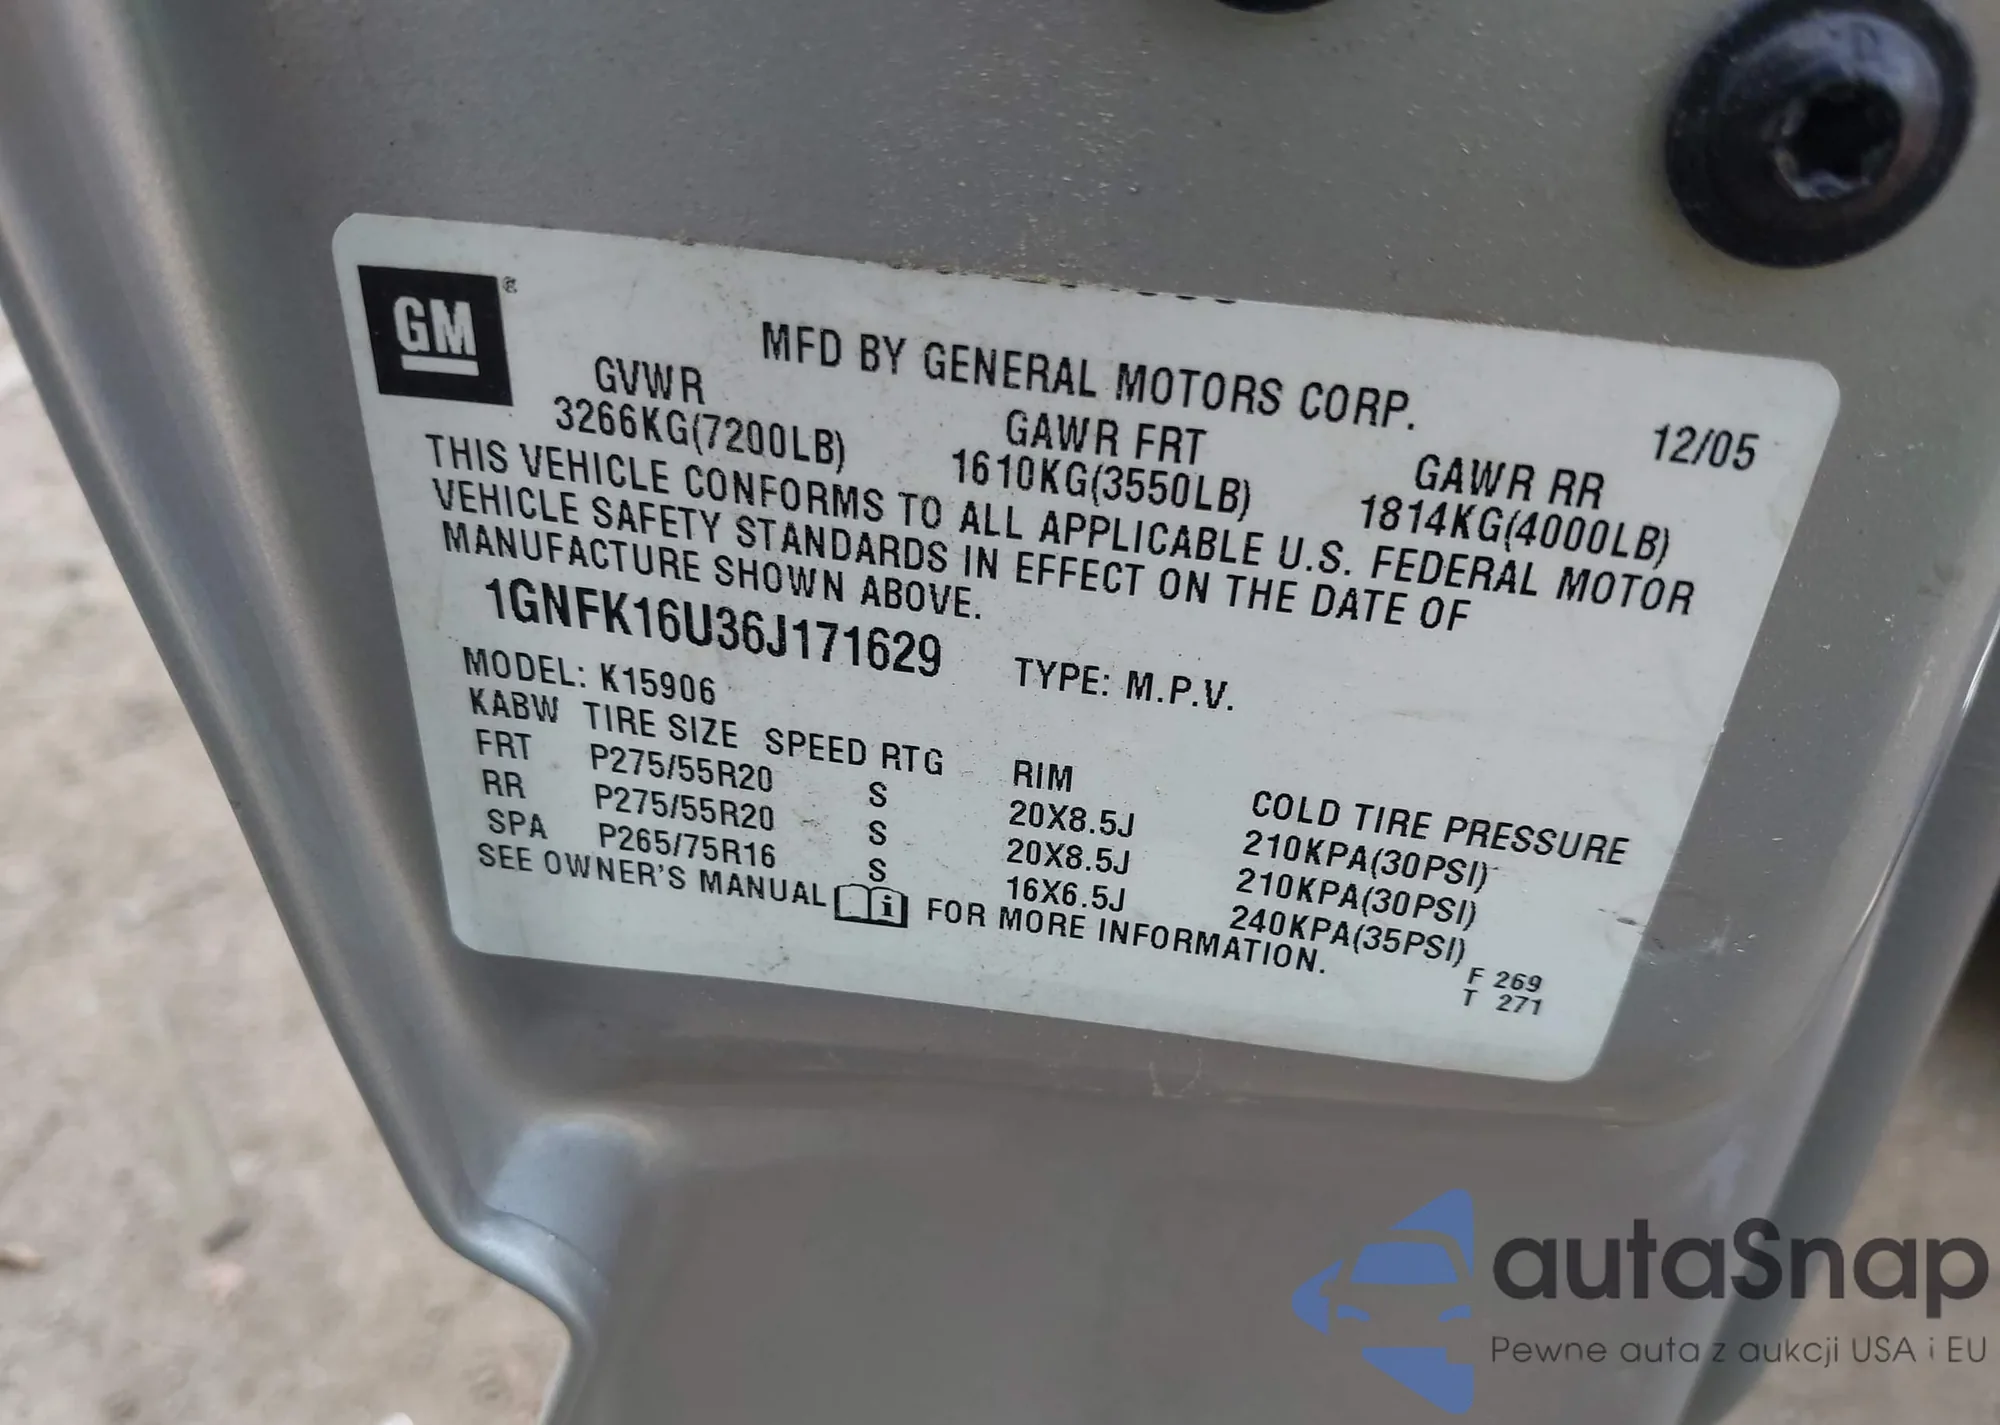 GM ®
MFD BY GENERAL MOTORS CORP.
12/05
GVWR GAWR FRT GAWR RR
3266KG(7200LB) 1610KG(3550LB) 1814KG(4000LB)
THIS VEHICLE CONFORMS TO ALL APPLICABLE U.S. FEDERAL MOTOR
VEHICLE SAFETY STANDARDS IN EFFECT ON THE DATE OF
MANUFACTURE SHOWN ABOVE.
1GNFK16U36J171629 TYPE: M.P.V.
MODEL: K15906
KABW TIRE SIZE SPEED RTG RIM COLD TIRE PRESSURE
FRT P275/55R20 S 20X8.5J 210KPA(30PSI)
RR P275/55R20 S 20X8.5J 210KPA(30PSI)
SPA P265/75R16 S 16X6.5J 240KPA(35PSI)
SEE OWNER'S MANUAL i FOR MORE INFORMATION.
F 269
T 271
autaSnap
Pewne auta z aukcji USA i EU